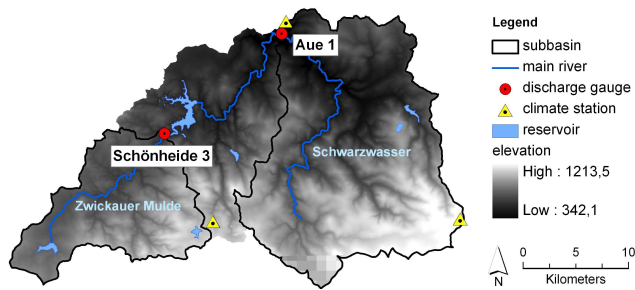 Aue 1
Schönheide 3
Schwarzwasser
Zwickauer Mulde
Legend
subbasin
main river
discharge gauge
climate station
reservoir
elevation
High : 1213,5
Low : 342,1
N
0 5 10
Kilometers